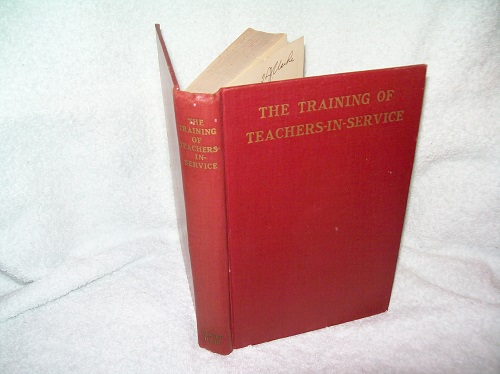 THE
TRAINING
OF
TEACHERS-
IN-
SERVICE
THE TRAINING OF
TEACHERS-IN-SERVICE